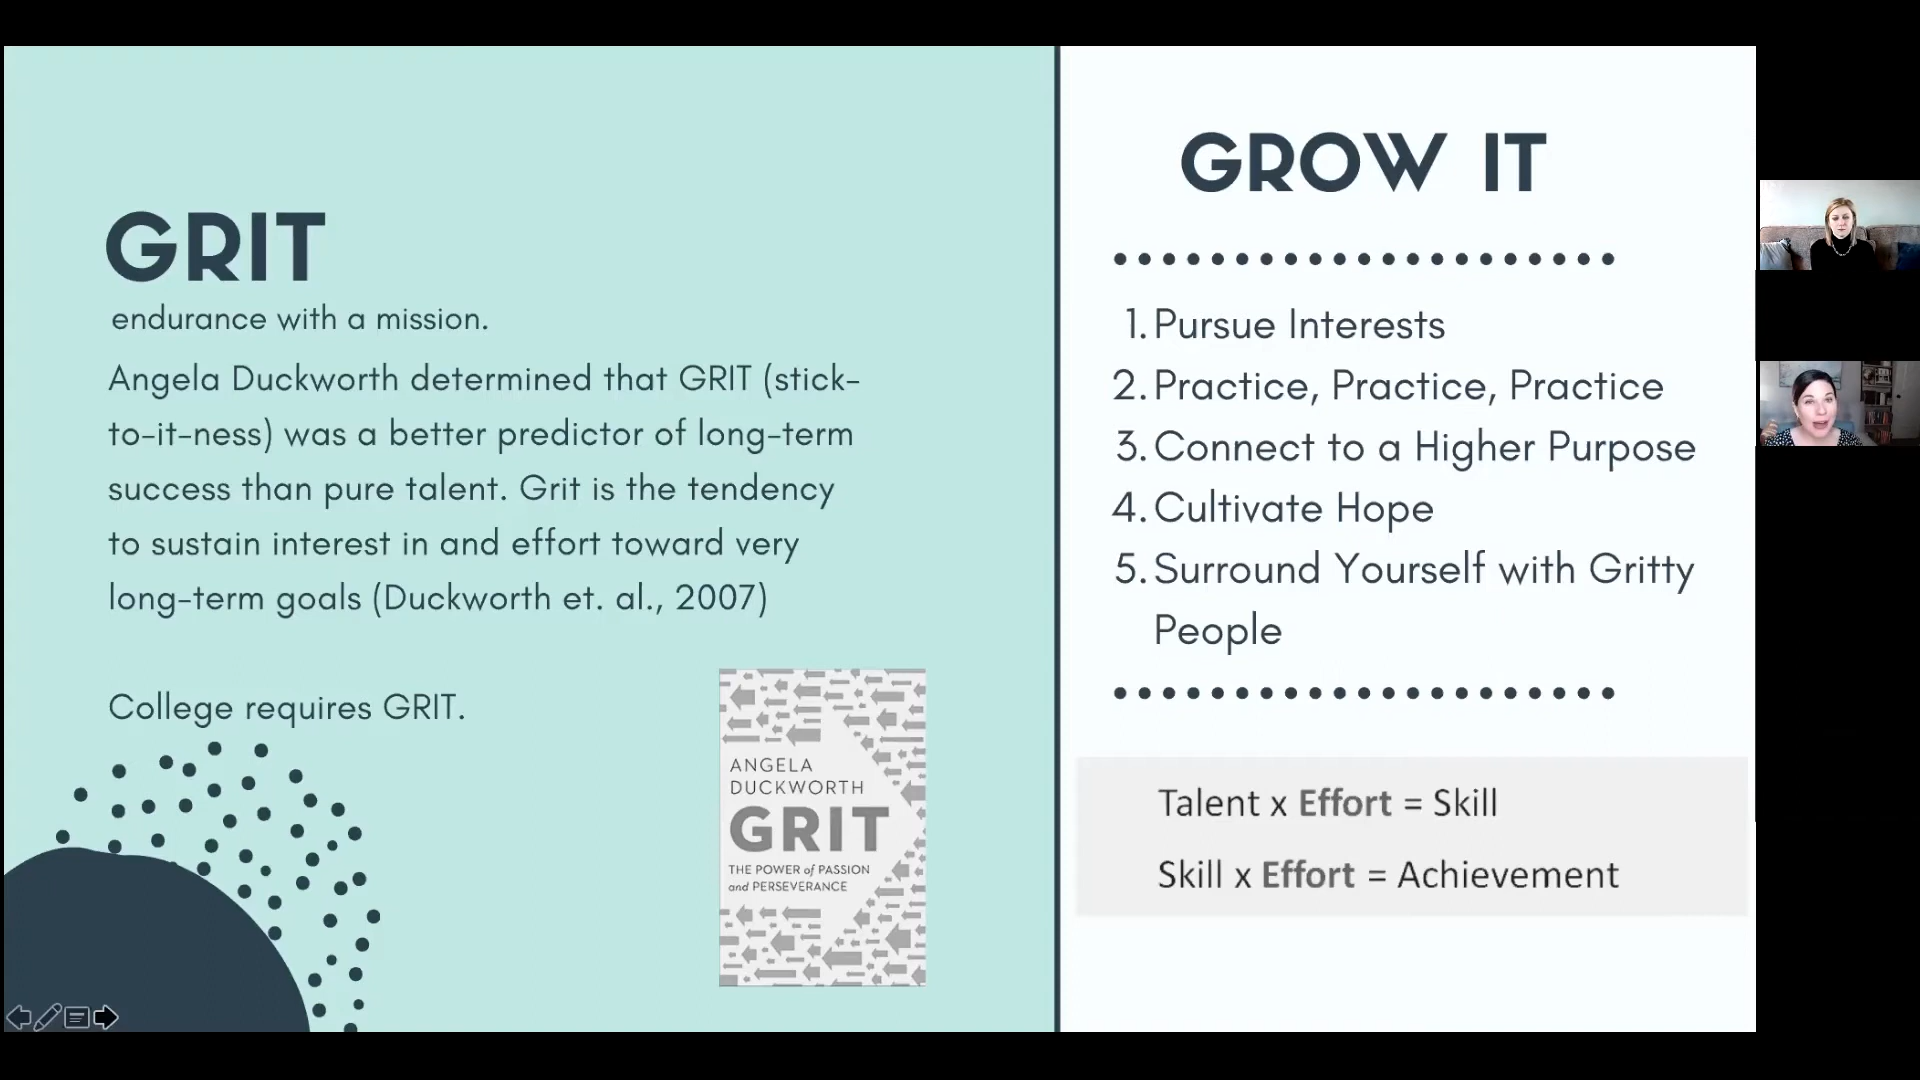 GRIT
endurance with a mission.
Angela Duckworth determined that GRIT (stick-
to-it-ness) was a better predictor of long-term
success than pure talent. Grit is the tendency
to sustain interest in and effort toward very
long-term goals (Duckworth et. al., 2007)
College requires GRIT.
ANGELA
DUCKWORTH
GRIT
THE POWER of PASSION
and PERSEVERANCE
GROW IT
1. Pursue Interests
2. Practice, Practice, Practice
3. Connect to a Higher Purpose
4. Cultivate Hope
5. Surround Yourself with Gritty
People
Talent x Effort = Skill
Skill x Effort = Achievement